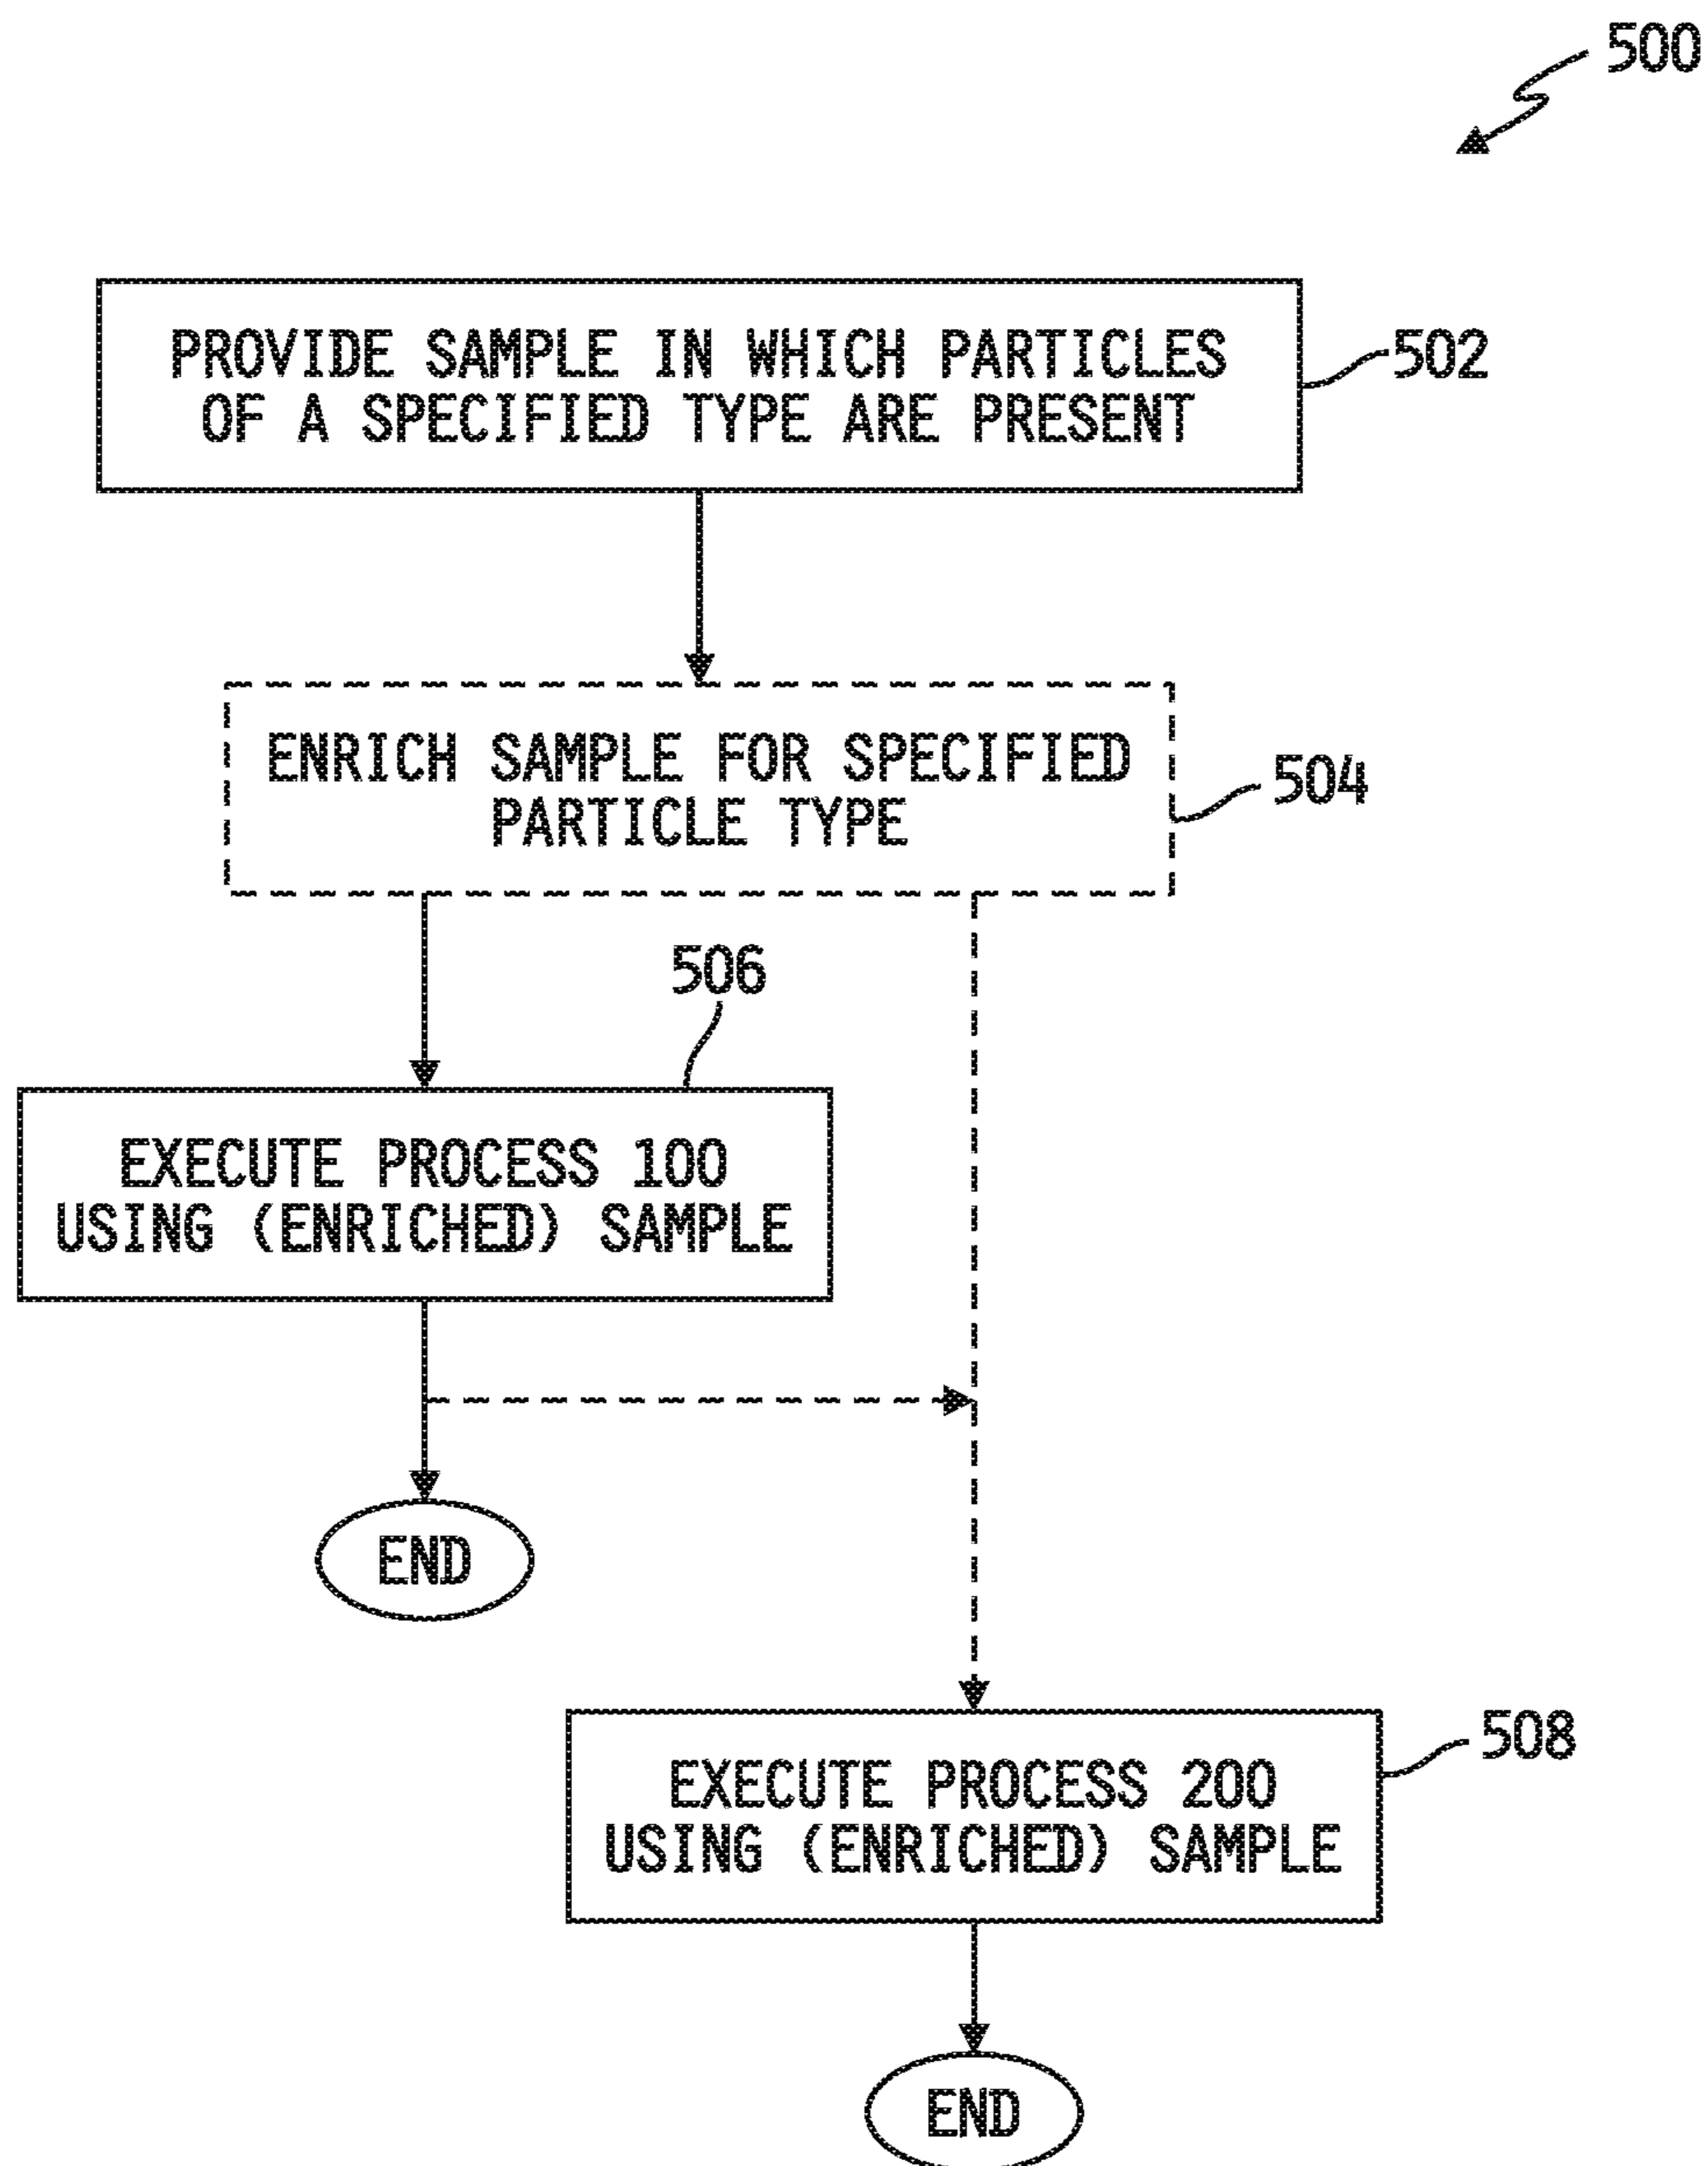 500
PROVIDE SAMPLE IN WHICH PARTICLES
OF A SPECIFIED TYPE ARE PRESENT
502
ENRICH SAMPLE FOR SPECIFIED
PARTICLE TYPE
504
506
EXECUTE PROCESS 100
USING (ENRICHED) SAMPLE
END
EXECUTE PROCESS 200
USING (ENRICHED) SAMPLE
508
END